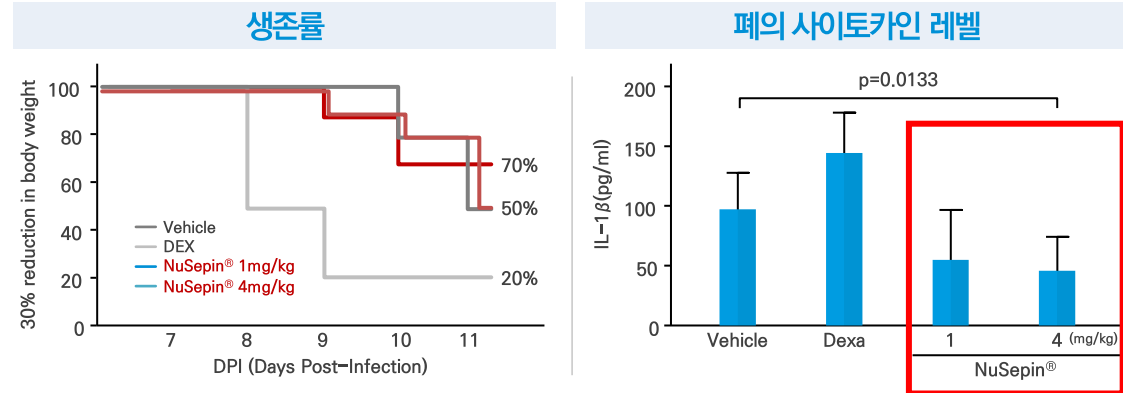 생존률
30% reduction in body weight
100
80
60
40
20
0
70%
50%
20%
Vehicle
DEX
NuSepin® 1mg/kg
NuSepin® 4mg/kg
7 8 9 10 11
DPI (Days Post-Infection)
폐의 사이토카인 레벨
IL-1β(pg/ml)
200
150
100
50
0
p=0.0133
Vehicle Dexa 1 4 (mg/kg)
NuSepin®